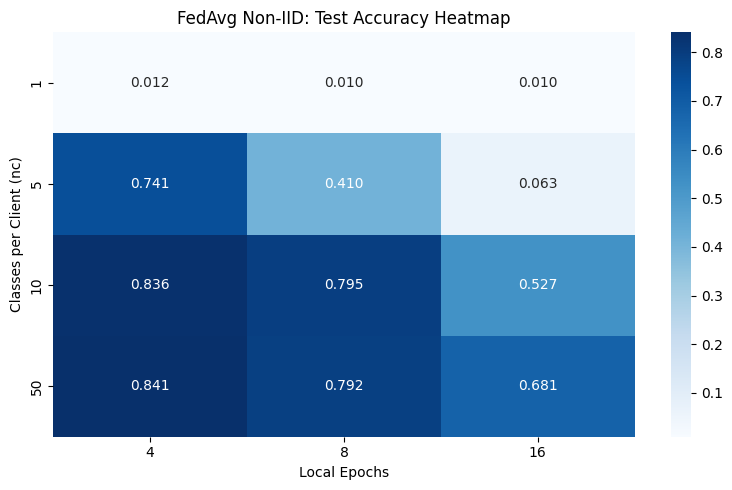 FedAvg Non-IID: Test Accuracy Heatmap
Classes per Client (nc)
1
0.012 0.010 0.010
5
0.741 0.410 0.063
10
0.836 0.795 0.527
50
0.841 0.792 0.681
4 8 16
Local Epochs
0.8
0.7
0.6
0.5
0.4
0.3
0.2
0.1